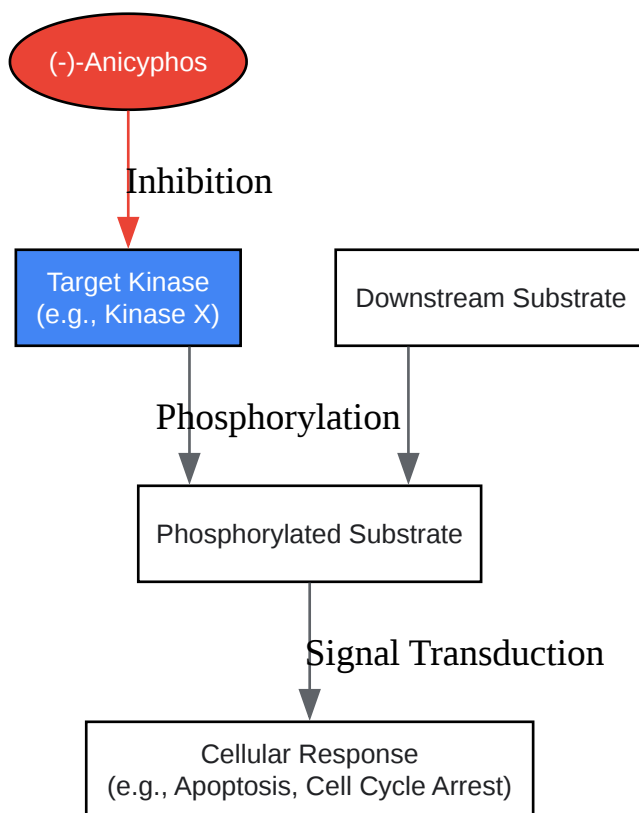 (-)-Anicyphos
Inhibition
Target Kinase
(e.g., Kinase X)
Downstream Substrate
Phosphorylation
Phosphorylated Substrate
Signal Transduction
Cellular Response
(e.g., Apoptosis, Cell Cycle Arrest)